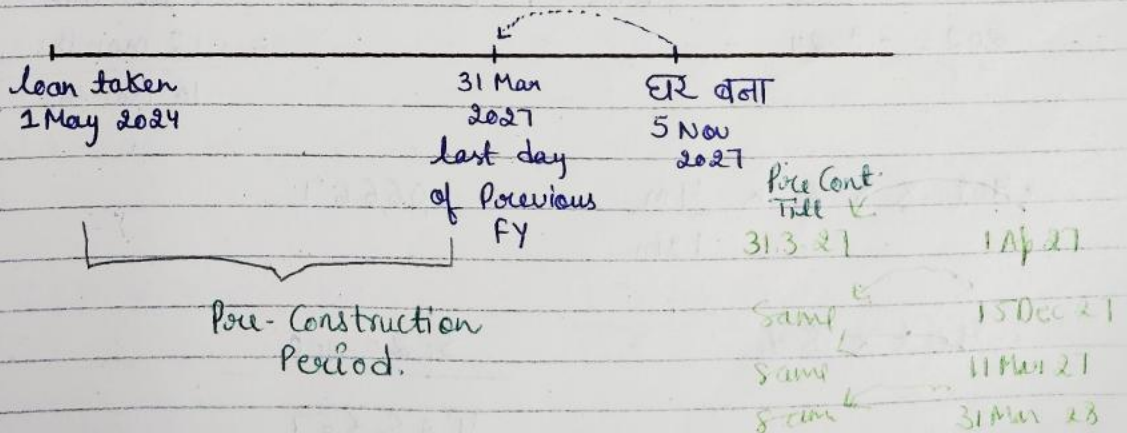 loan taken
1 May 2024
31 Mar
2027
last day
of Previous
FY
घर बना
5 Nov
2027
Pre-Construction
Period.
Pre Cont.
Till
31.3.27 1 Ap 27
Same 15 Dec 27
Same 11 Mar 21
Sam 31 Mar 28